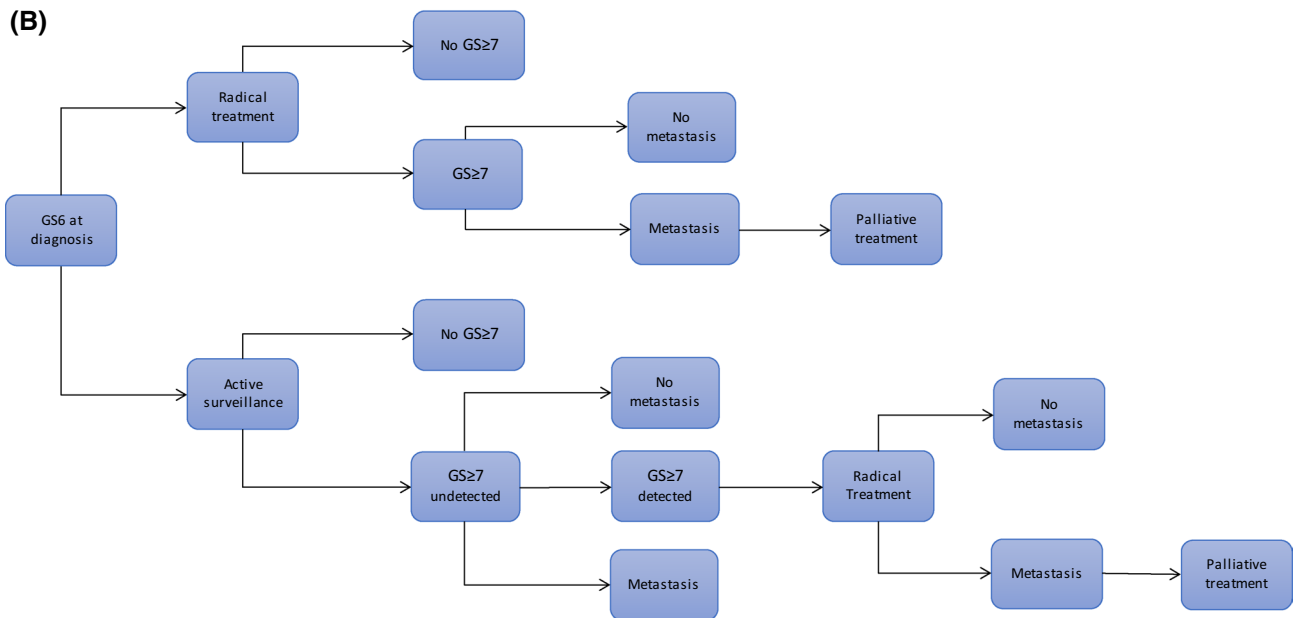 (B)
No GS≥7
Radical
treatment
No
metastasis
GS≥7
GS6 at
diagnosis
Metastasis
Palliative
treatment
No GS≥7
Active
surveillance
No
metastasis
No
metastasis
GS≥7
undetected
GS≥7
detected
Radical
Treatment
Metastasis
Metastasis
Palliative
treatment